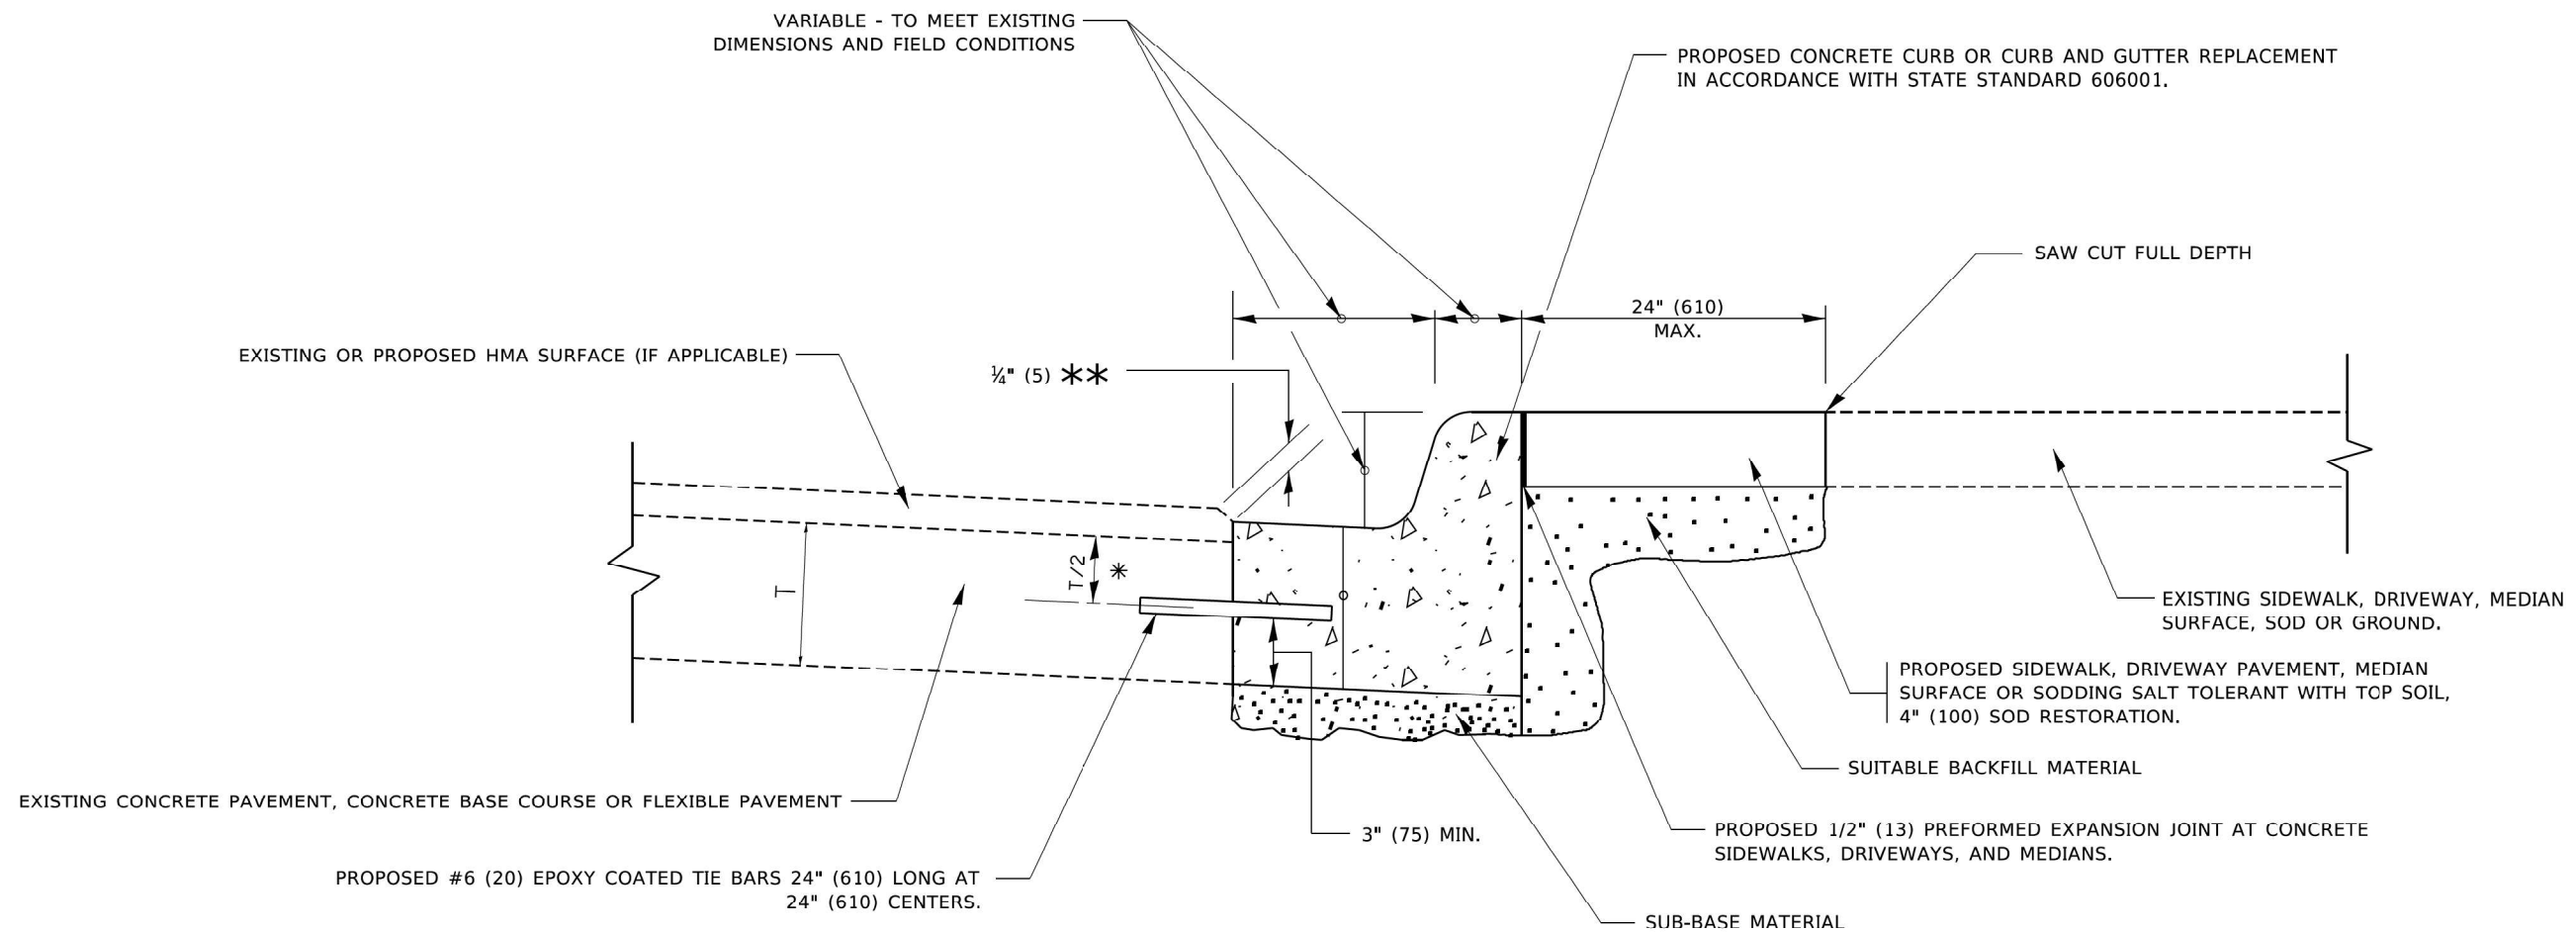 VARIABLE - TO MEET EXISTING
DIMENSIONS AND FIELD CONDITIONS
PROPOSED CONCRETE CURB OR CURB AND GUTTER REPLACEMENT
IN ACCORDANCE WITH STATE STANDARD 606001.
SAW CUT FULL DEPTH
24" (610)
MAX.
EXISTING OR PROPOSED HMA SURFACE (IF APPLICABLE)
¼" (5) **
T/2
*
T
EXISTING SIDEWALK, DRIVEWAY, MEDIAN
SURFACE, SOD OR GROUND.
PROPOSED SIDEWALK, DRIVEWAY PAVEMENT, MEDIAN
SURFACE OR SODDING SALT TOLERANT WITH TOP SOIL,
4" (100) SOD RESTORATION.
SUITABLE BACKFILL MATERIAL
EXISTING CONCRETE PAVEMENT, CONCRETE BASE COURSE OR FLEXIBLE PAVEMENT
3" (75) MIN.
PROPOSED 1/2" (13) PREFORMED EXPANSION JOINT AT CONCRETE
SIDEWALKS, DRIVEWAYS, AND MEDIANS.
PROPOSED #6 (20) EPOXY COATED TIE BARS 24" (610) LONG AT
24" (610) CENTERS.
SUB-BASE MATERIAL